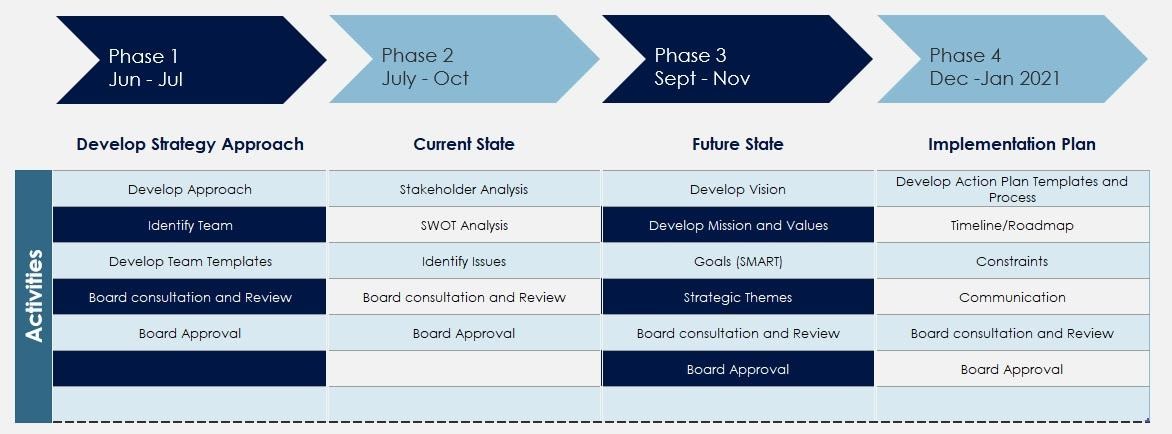 Phase 1
Jun - Jul
Phase 2
July - Oct
Phase 3
Sept - Nov
Phase 4
Dec -Jan 2021
Develop Strategy Approach
Current State
Future State
Implementation Plan
Activities
Develop Approach
Stakeholder Analysis
Develop Vision
Develop Action Plan Templates and
Process
Identify Team
SWOT Analysis
Develop Mission and Values
Timeline/Roadmap
Develop Team Templates
Identify Issues
Goals (SMART)
Constraints
Board consultation and Review
Board consultation and Review
Strategic Themes
Communication
Board Approval
Board Approval
Board consultation and Review
Board consultation and Review
Board Approval
Board Approval